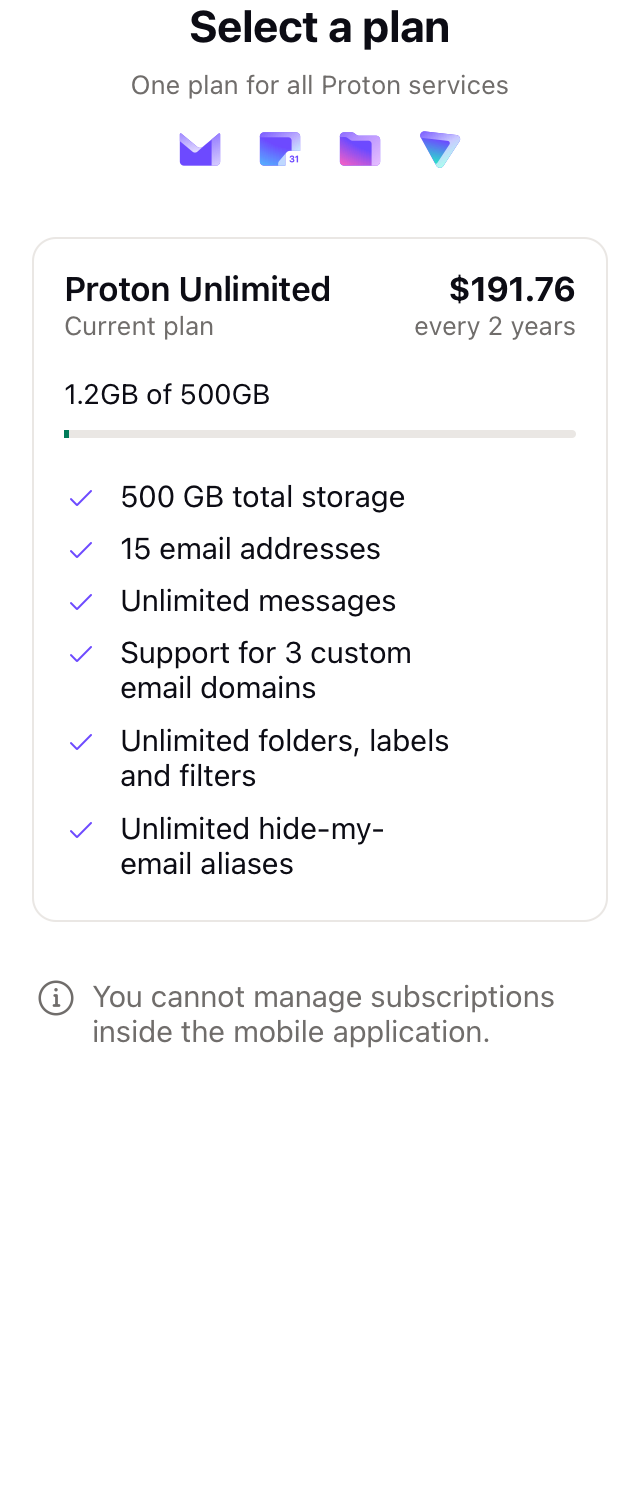 Select a plan
One plan for all Proton services
31
Proton Unlimited
$191.76
Current plan
every 2 years
1.2GB of 500GB
500 GB total storage
15 email addresses
Unlimited messages
Support for 3 custom
email domains
Unlimited folders, labels
and filters
Unlimited hide-my-
email aliases
You cannot manage subscriptions
inside the mobile application.